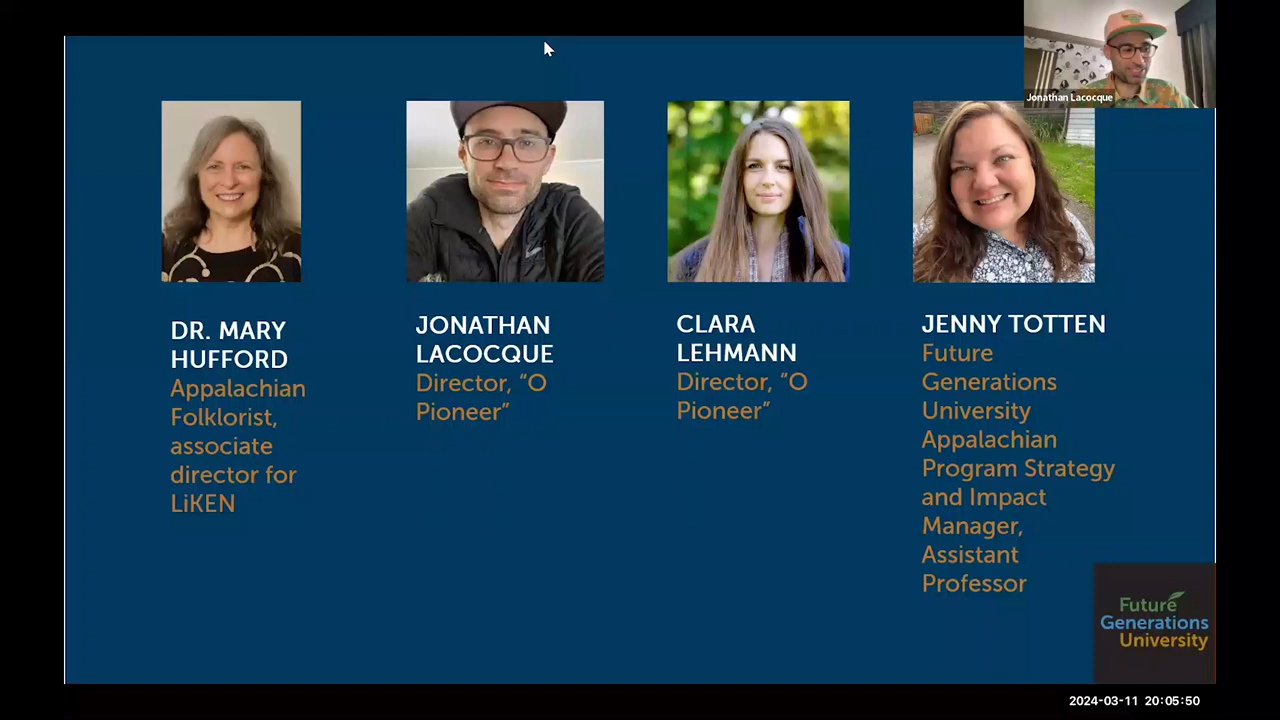 Jonathan Lacocque
DR. MARY
HUFFORD
Appalachian
Folklorist,
associate
director for
LiKEN
JONATHAN
LACOCQUE
Director, “O
Pioneer”
CLARA
LEHMANN
Director, “O
Pioneer”
JENNY TOTTEN
Future
Generations
University
Appalachian
Program Strategy
and Impact
Manager,
Assistant
Professor
Future
Generations
University
2024-03-11 20:05:50